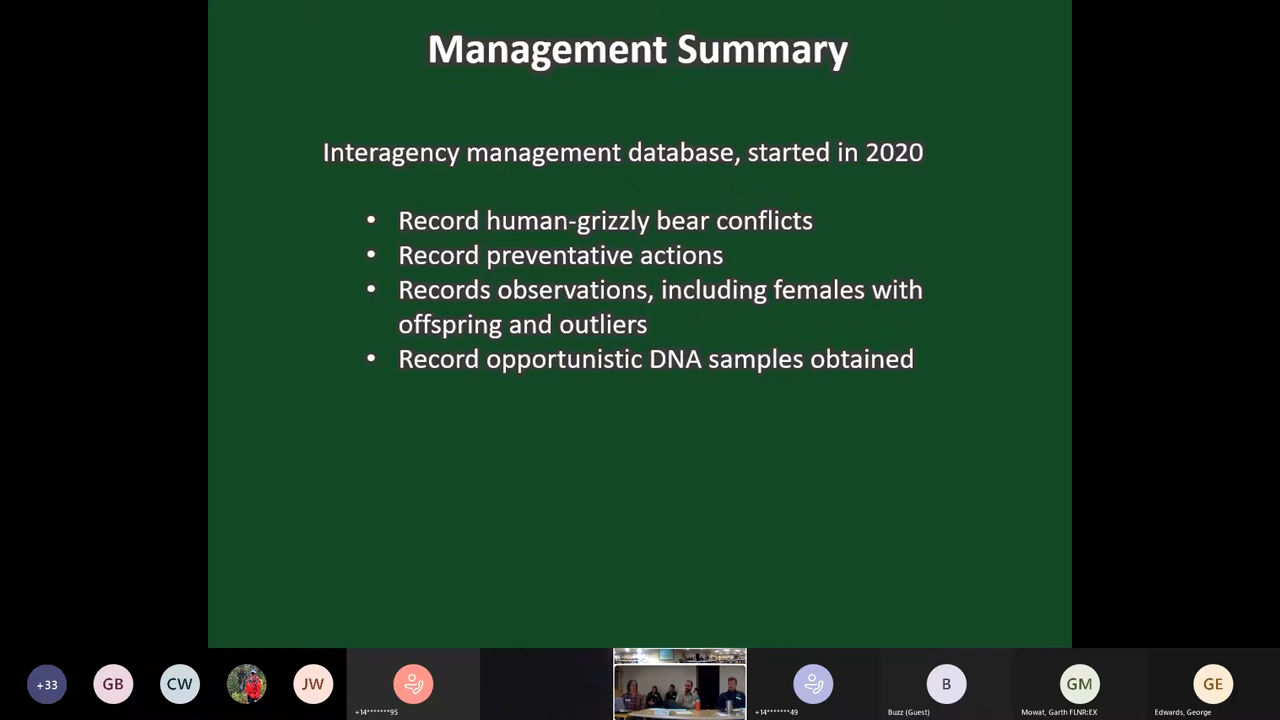 Management Summary
Interagency management database, started in 2020
• Record human-grizzly bear conflicts
• Record preventative actions
• Records observations, including females with
offspring and outliers
• Record opportunistic DNA samples obtained
+33
GB
CW
JW
+14*******95
+14*******49
B
Buzz (Guest)
GM
Mowat, Garth FLNR:EX
GE
Edwards, George